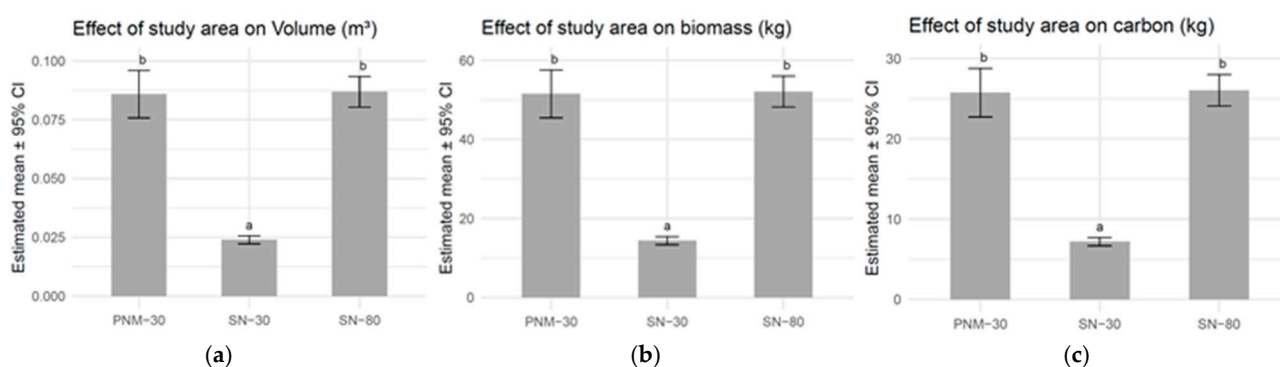 Effect of study area on Volume (m³)
Estimated mean ± 95% CI
0.100
0.075
0.050
0.025
0.000
b
a
b
PNM−30
SN−30
SN−80
(a)
Effect of study area on biomass (kg)
Estimated mean ± 95% CI
60
40
20
0
b
a
b
PNM−30
SN−30
SN−80
(b)
Effect of study area on carbon (kg)
Estimated mean ± 95% CI
30
20
10
0
b
a
b
PNM−30
SN−30
SN−80
(c)